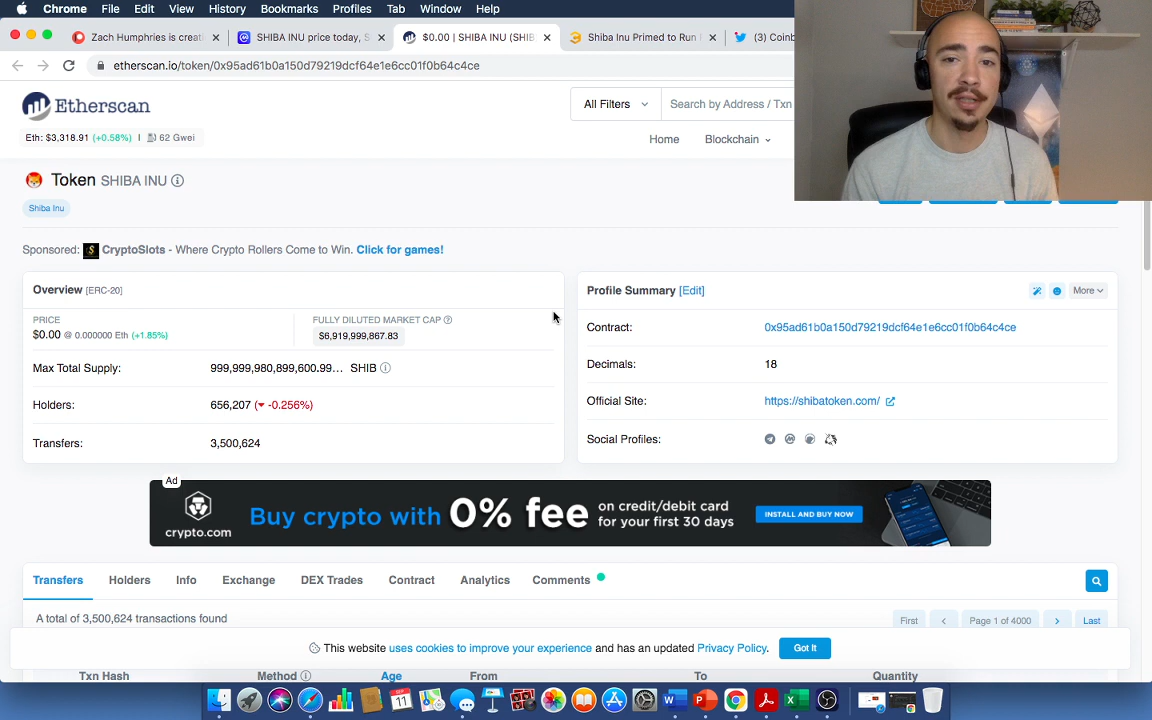 Chrome File Edit View History Bookmarks Profiles Tab Window Help
Zach Humphries is creati
SHIBA INU price today, S
$0.00 | SHIBA INU (SHIB
Shiba Inu Primed to Run
(3) Coinb
etherscan.io/token/0x95ad61b0a150d79219dcf64e1e6cc01f0b64c4ce
Etherscan
All Filters
Search by Address / Txn
Eth: $3,318.91 (+0.58%) | 62 Gwei
Home Blockchain
Token SHIBA INU
Shiba Inu
Sponsored: CryptoSlots - Where Crypto Rollers Come to Win. Click for games!
Overview [ERC-20]
PRICE
$0.00 @ 0.000000 Eth (+1.85%)
FULLY DILUTED MARKET CAP
$6,919,999,867.83
Max Total Supply: 999,999,980,899,600.99... SHIB
Holders: 656,207 (-0.256%)
Transfers: 3,500,624
Profile Summary [Edit]
More
Contract: 0x95ad61b0a150d79219dcf64e1e6cc01f0b64c4ce
Decimals: 18
Official Site: https://shibatoken.com/
Social Profiles:
Ad
crypto.com
Buy crypto with 0% fee
on credit/debit card
for your first 30 days
INSTALL AND BUY NOW
Transfers Holders Info Exchange DEX Trades Contract Analytics Comments
A total of 3,500,624 transactions found
First Page 1 of 4000 Last
This website uses cookies to improve your experience and has an updated Privacy Policy. Got It
Txn Hash Method Age From To Quantity
SEP
11